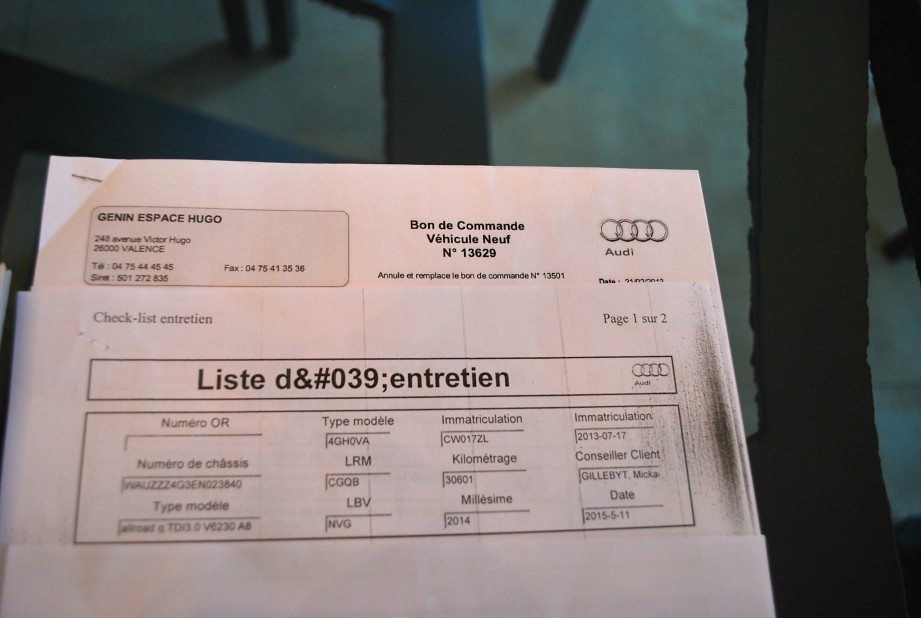 GENIN ESPACE HUGO
248 avenue Victor Hugo
26000 VALENCE
Tél : 04 75 44 45 45 Fax : 04 75 41 35 36
Siret : 501 272 835
Bon de Commande
Véhicule Neuf
N° 13629
Annule et remplace le bon de commande N° 13501
Audi
Date : 21/02/2013
Check-list entretien Page 1 sur 2
Liste d&#039;entretien
Audi
Numéro OR Type modèle Immatriculation Immatriculation
4GH0VA CW017ZL 2013-07-17
Numéro de châssis LRM Kilométrage Conseiller Client
WAUZZZ4G3EN023840 CGQB 30601 GILLEBYT, Micka
Type modèle LBV Millésime Date
allroad q TDI3.0 V6230 A8 NVG 2014 2015-5-11